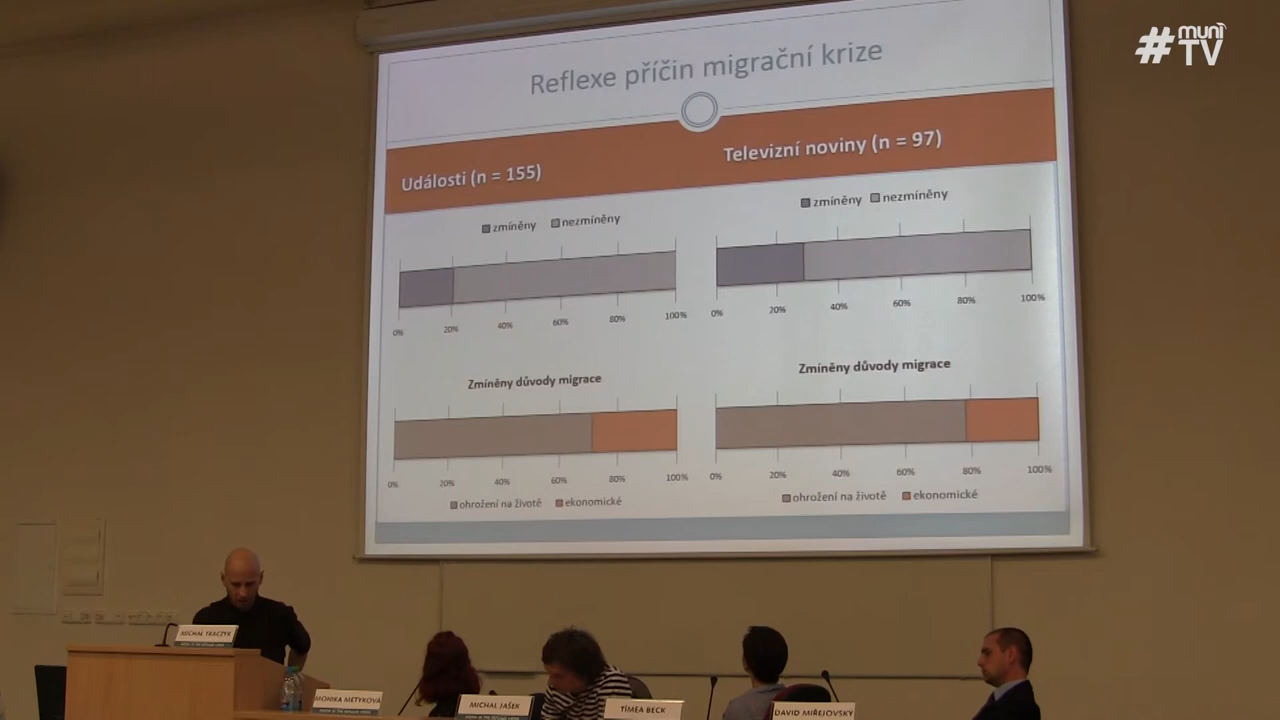 #muni TV
Reflexe příčin migrační krize
Události (n = 155)
Televizní noviny (n = 97)
zmíněny nezmíněny
0% 20% 40% 60% 80% 100%
zmíněny nezmíněny
0% 20% 40% 60% 80% 100%
Zmíněny důvody migrace
0% 20% 40% 60% 80% 100%
ohrožení na životě ekonomické
Zmíněny důvody migrace
0% 20% 40% 60% 80% 100%
ohrožení na životě ekonomické
MICHAL TKACZYK
MONIKA METYKOVÁ
MICHAL JAŠEK
TÍMEA BECK
DAVID MIŘEJOVSKÝ